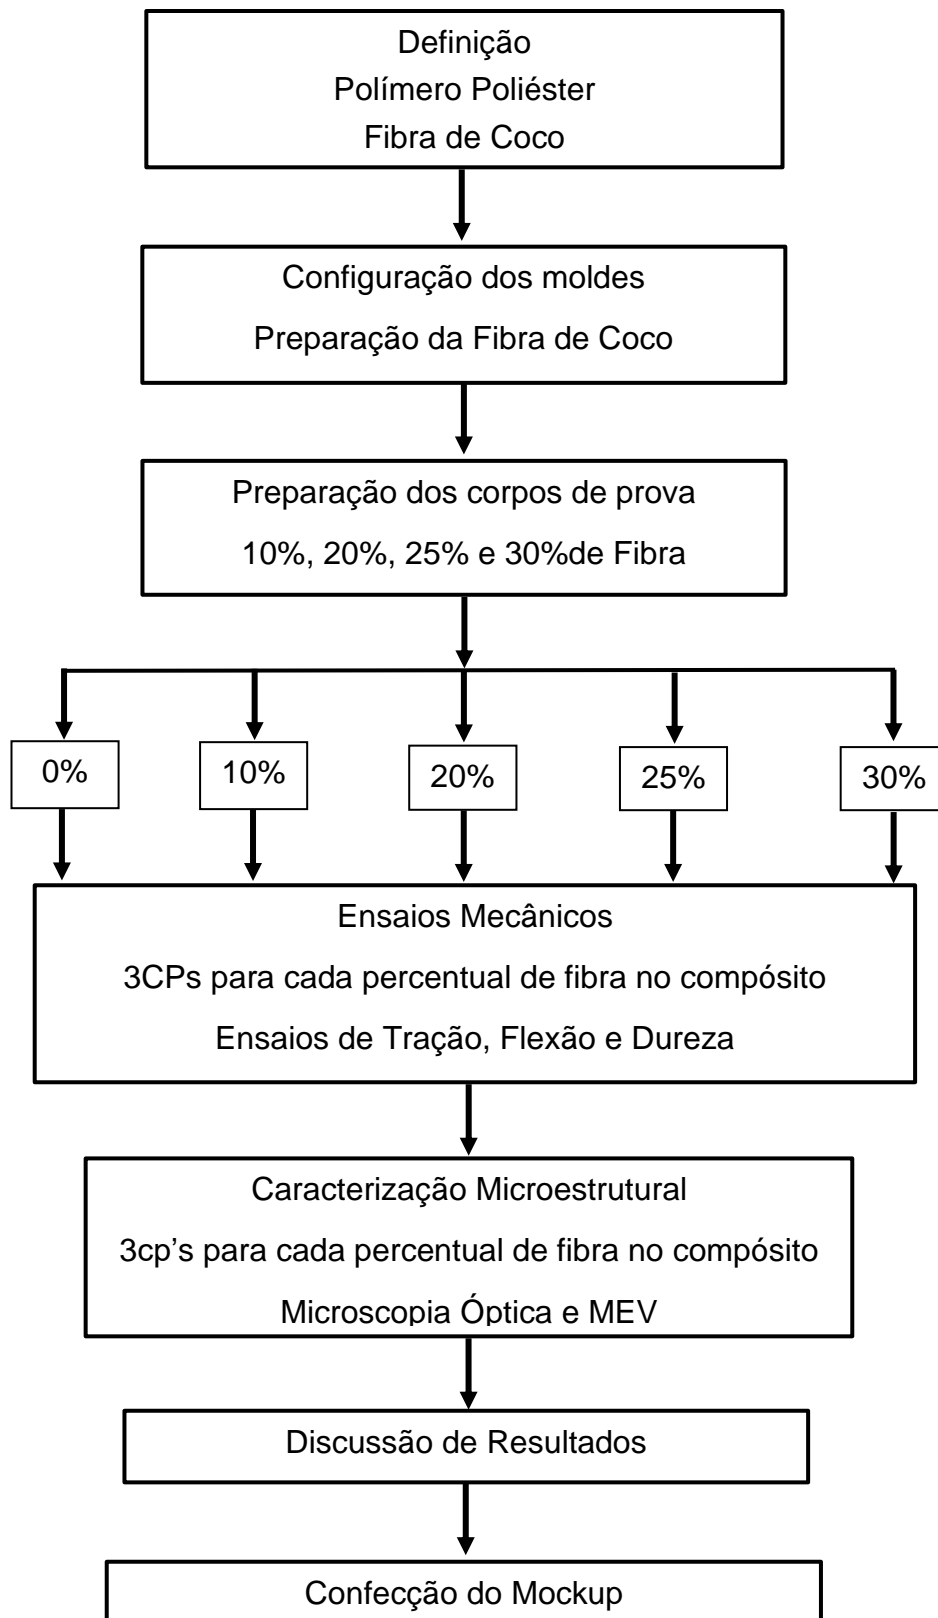 Definição
Polímero Poliéster
Fibra de Coco
Configuração dos moldes
Preparação da Fibra de Coco
Preparação dos corpos de prova
10%, 20%, 25% e 30%de Fibra
0% 10% 20% 25% 30%
Ensaios Mecânicos
3CPs para cada percentual de fibra no compósito
Ensaios de Tração, Flexão e Dureza
Caracterização Microestrutural
3cp’s para cada percentual de fibra no compósito
Microscopia Óptica e MEV
Discussão de Resultados
Confecção do Mockup